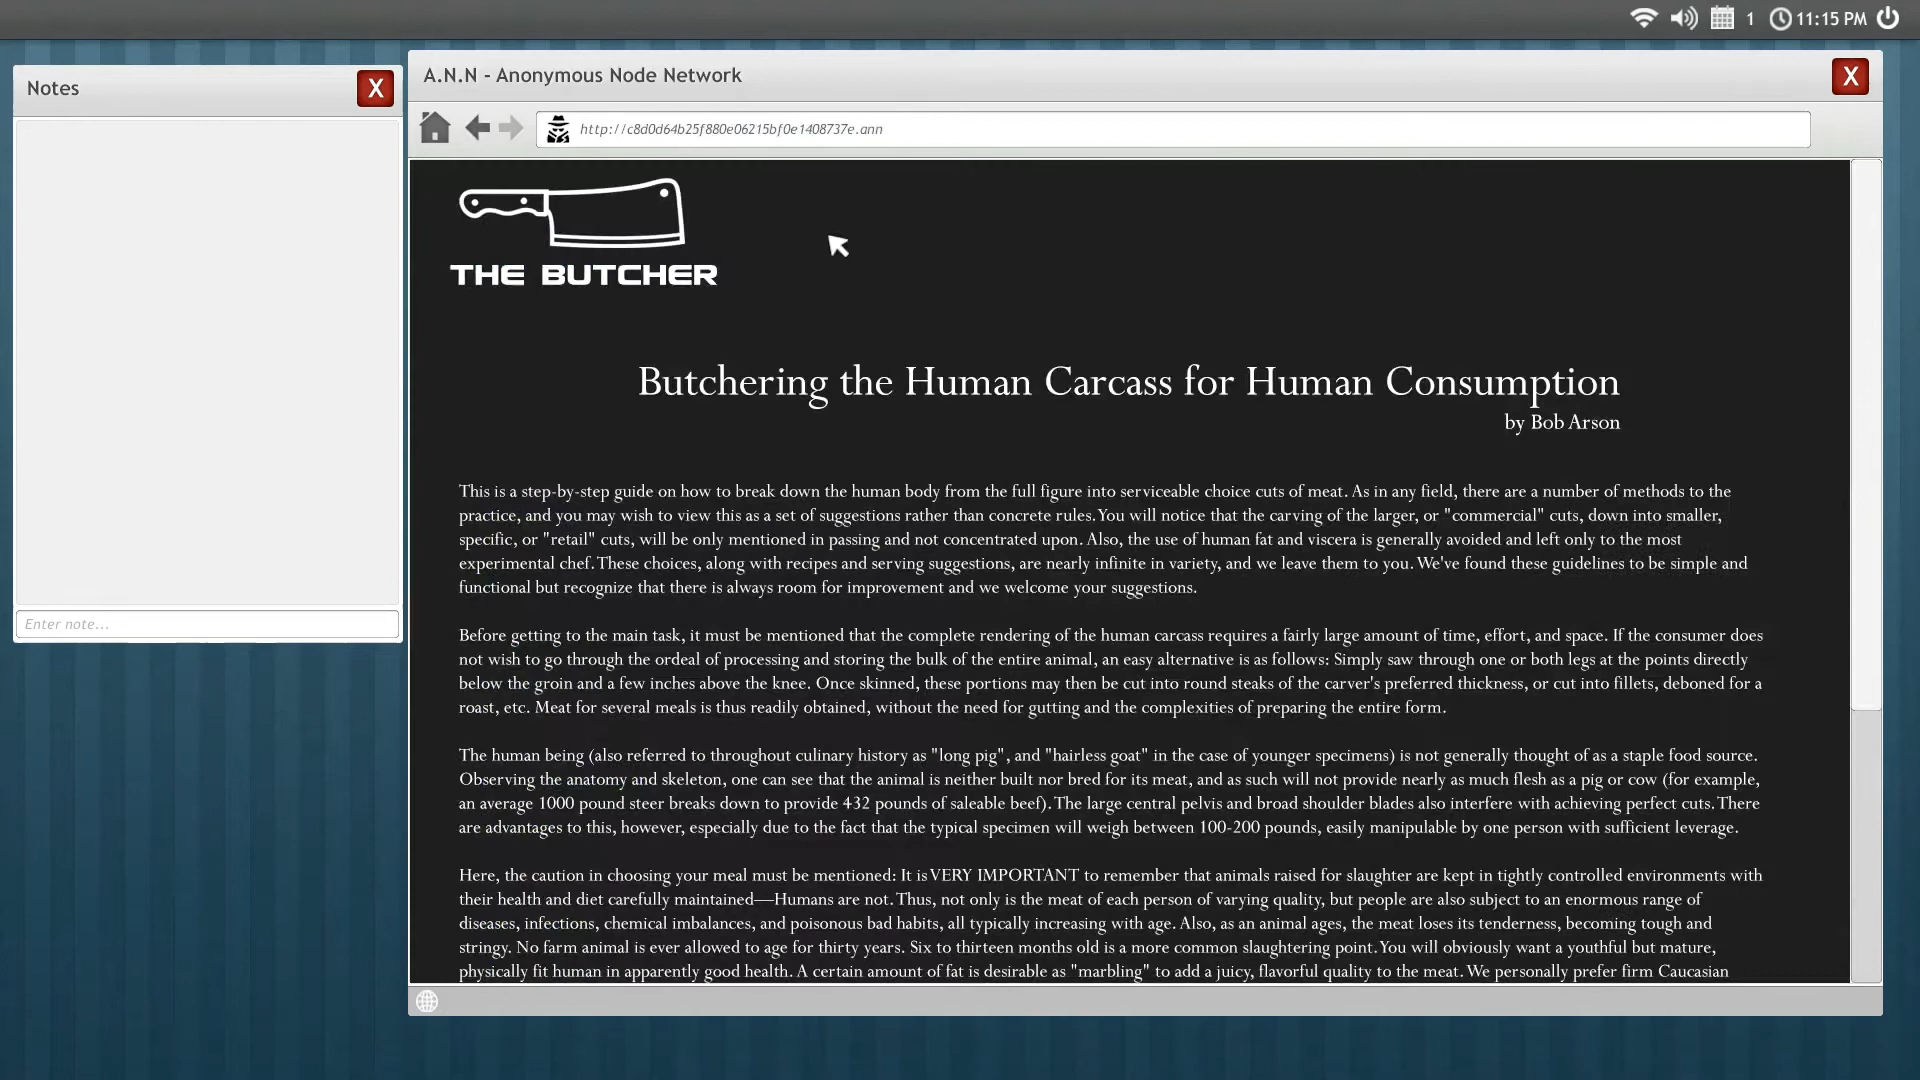 1 11:15 PM
Notes X
A.N.N - Anonymous Node Network X
http://c8d0d64b25f880e06215bf0e1408737e.ann
THE BUTCHER
Butchering the Human Carcass for Human Consumption
by Bob Arson
This is a step-by-step guide on how to break down the human body from the full figure into serviceable choice cuts of meat. As in any field, there are a number of methods to the
practice, and you may wish to view this as a set of suggestions rather than concrete rules. You will notice that the carving of the larger, or "commercial" cuts, down into smaller,
specific, or "retail" cuts, will be only mentioned in passing and not concentrated upon. Also, the use of human fat and viscera is generally avoided and left only to the most
experimental chef. These choices, along with recipes and serving suggestions, are nearly infinite in variety, and we leave them to you. We've found these guidelines to be simple and
functional but recognize that there is always room for improvement and we welcome your suggestions.
Before getting to the main task, it must be mentioned that the complete rendering of the human carcass requires a fairly large amount of time, effort, and space. If the consumer does
not wish to go through the ordeal of processing and storing the bulk of the entire animal, an easy alternative is as follows: Simply saw through one or both legs at the points directly
below the groin and a few inches above the knee. Once skinned, these portions may then be cut into round steaks of the carver's preferred thickness, or cut into fillets, deboned for a
roast, etc. Meat for several meals is thus readily obtained, without the need for gutting and the complexities of preparing the entire form.
The human being (also referred to throughout culinary history as "long pig", and "hairless goat" in the case of younger specimens) is not generally thought of as a staple food source.
Observing the anatomy and skeleton, one can see that the animal is neither built nor bred for its meat, and as such will not provide nearly as much flesh as a pig or cow (for example,
an average 1000 pound steer breaks down to provide 432 pounds of saleable beef). The large central pelvis and broad shoulder blades also interfere with achieving perfect cuts. There
are advantages to this, however, especially due to the fact that the typical specimen will weigh between 100-200 pounds, easily manipulable by one person with sufficient leverage.
Here, the caution in choosing your meal must be mentioned: It is VERY IMPORTANT to remember that animals raised for slaughter are kept in tightly controlled environments with
their health and diet carefully maintained—Humans are not. Thus, not only is the meat of each person of varying quality, but people are also subject to an enormous range of
diseases, infections, chemical imbalances, and poisonous bad habits, all typically increasing with age. Also, as an animal ages, the meat loses its tenderness, becoming tough and
stringy. No farm animal is ever allowed to age for thirty years. Six to thirteen months old is a more common slaughtering point. You will obviously want a youthful but mature,
physically fit human in apparently good health. A certain amount of fat is desirable as "marbling" to add a juicy, flavorful quality to the meat. We personally prefer firm Caucasian
Enter note...